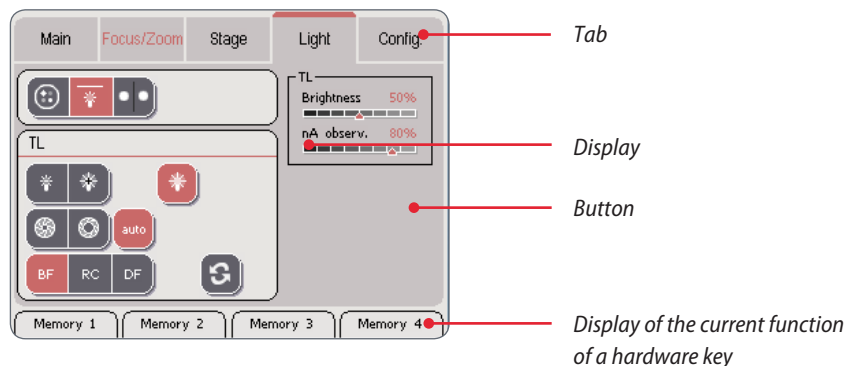 Main Focus/Zoom Stage Light Config.
Tab
TL
Brightness 50%
nA observ. 80%
Display
TL
auto
Button
BF RC DF
Memory 1 Memory 2 Memory 3 Memory 4
Display of the current function
of a hardware key